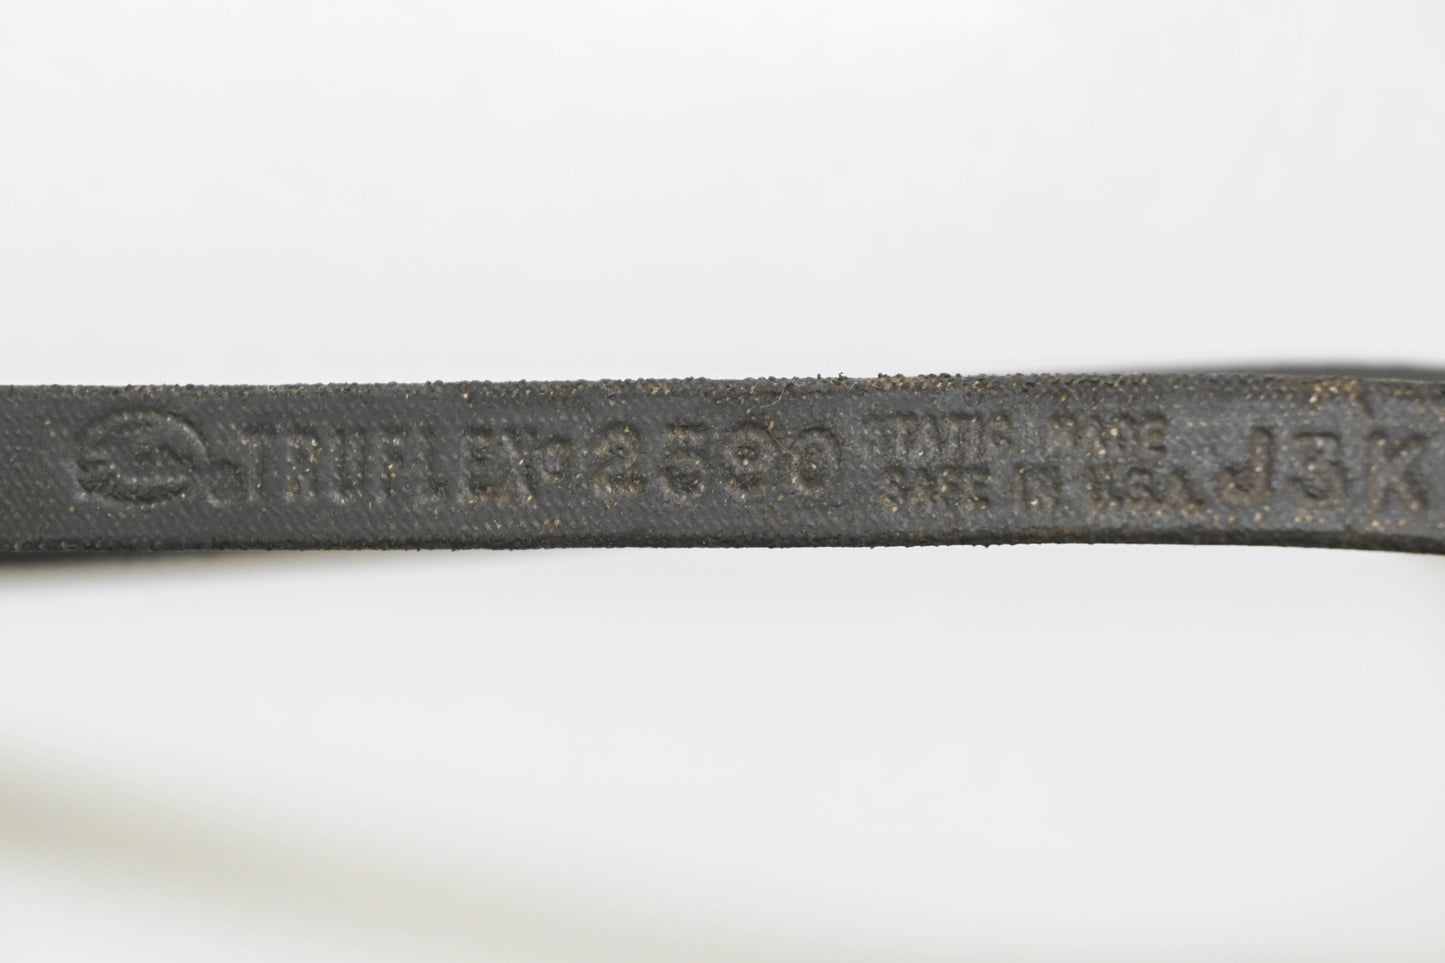 TRUFLEX® 2590
STATIC MADE
SAFE IN U.S.A.
J3K